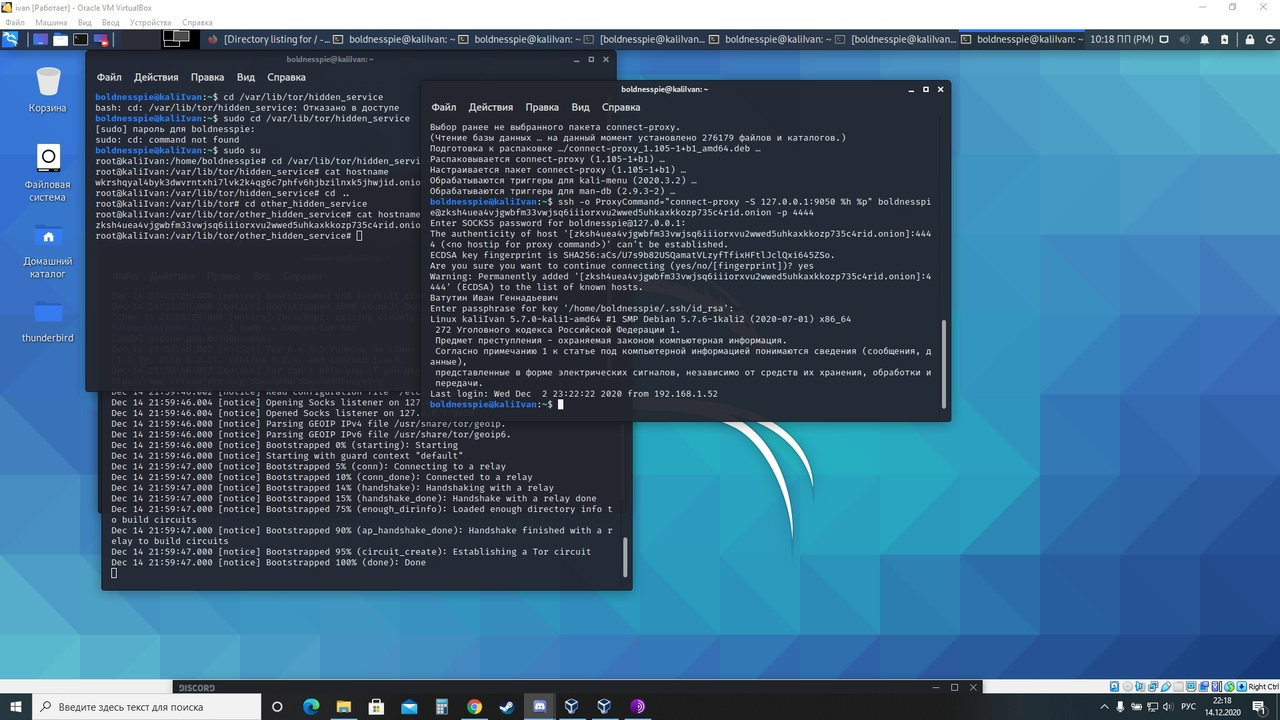 ivan [Работает] - Oracle VM VirtualBox
Файл Машина Вид Ввод Устройства Справка
[Directory listing for / -... boldnesspie@kaliIvan: ~ boldnesspie@kaliIvan: ~ [boldnesspie@kaliIvan... boldnesspie@kaliIvan: ~ [boldnesspie@kaliIvan... boldnesspie@kaliIvan: ~ 10:18 ПП (PM)
Корзина
Файловая
система
Домашний
каталог
thunderbird
boldnesspie@kaliIvan: ~
Файл Действия Правка Вид Справка
boldnesspie@kaliIvan:~$ cd /var/lib/tor/hidden_service
bash: cd: /var/lib/tor/hidden_service: Отказано в доступе
boldnesspie@kaliIvan:~$ sudo cd /var/lib/tor/hidden_service
[sudo] пароль для boldnesspie:
sudo: cd: command not found
boldnesspie@kaliIvan:~$ sudo su
root@kaliIvan:/home/boldnesspie# cd /var/lib/tor/hidden_servi
root@kaliIvan:/var/lib/tor/hidden_service# cat hostname
wkrshqyal4byk3dwvrntxhi7lvk2k4qg6c7phfv6hjbzilnxk5jhwjid.onio
root@kaliIvan:/var/lib/tor/hidden_service# cd ..
root@kaliIvan:/var/lib/tor# cd other_hidden_service
root@kaliIvan:/var/lib/tor/other_hidden_service# cat hostname
zksh4uea4vjgwbfm33vwjsq6iiiorxvu2wwed5uhkaxkkozp735c4rid.onio
root@kaliIvan:/var/lib/tor/other_hidden_service#
Dec 14 21:59:46.004 [notice] Read configuration file "/etc
Dec 14 21:59:46.004 [notice] Opening Socks listener on 127
Dec 14 21:59:46.004 [notice] Opened Socks listener on 127.
Dec 14 21:59:46.000 [notice] Parsing GEOIP IPv4 file /usr/share/tor/geoip.
Dec 14 21:59:46.000 [notice] Parsing GEOIP IPv6 file /usr/share/tor/geoip6.
Dec 14 21:59:46.000 [notice] Bootstrapped 0% (starting): Starting
Dec 14 21:59:46.000 [notice] Starting with guard context "default"
Dec 14 21:59:47.000 [notice] Bootstrapped 5% (conn): Connecting to a relay
Dec 14 21:59:47.000 [notice] Bootstrapped 10% (conn_done): Connected to a relay
Dec 14 21:59:47.000 [notice] Bootstrapped 14% (handshake): Handshaking with a relay
Dec 14 21:59:47.000 [notice] Bootstrapped 15% (handshake_done): Handshake with a relay done
Dec 14 21:59:47.000 [notice] Bootstrapped 75% (enough_dirinfo): Loaded enough directory info t
o build circuits
Dec 14 21:59:47.000 [notice] Bootstrapped 90% (ap_handshake_done): Handshake finished with a r
elay to build circuits
Dec 14 21:59:47.000 [notice] Bootstrapped 95% (circuit_create): Establishing a Tor circuit
Dec 14 21:59:47.000 [notice] Bootstrapped 100% (done): Done
boldnesspie@kaliIvan: ~
Файл Действия Правка Вид Справка
Выбор ранее не выбранного пакета connect-proxy.
(Чтение базы данных … на данный момент установлено 276179 файлов и каталогов.)
Подготовка к распаковке …/connect-proxy_1.105-1+b1_amd64.deb …
Распаковывается connect-proxy (1.105-1+b1) …
Настраивается пакет connect-proxy (1.105-1+b1) …
Обрабатываются триггеры для kali-menu (2020.3.2) …
Обрабатываются триггеры для man-db (2.9.3-2) …
boldnesspie@kaliIvan:~$ ssh -o ProxyCommand="connect-proxy -S 127.0.0.1:9050 %h %p" boldnesspi
e@zksh4uea4vjgwbfm33vwjsq6iiiorxvu2wwed5uhkaxkkozp735c4rid.onion -p 4444
Enter SOCKS5 password for boldnesspie@127.0.0.1:
The authenticity of host '[zksh4uea4vjgwbfm33vwjsq6iiiorxvu2wwed5uhkaxkkozp735c4rid.onion]:444
4 (<no hostip for proxy command>)' can't be established.
ECDSA key fingerprint is SHA256:aCs/U7s9b82USQamatVLzyfTfixHFtlJclQxi645ZSo.
Are you sure you want to continue connecting (yes/no/[fingerprint])? yes
Warning: Permanently added '[zksh4uea4vjgwbfm33vwjsq6iiiorxvu2wwed5uhkaxkkozp735c4rid.onion]:4
444' (ECDSA) to the list of known hosts.
Ватутин Иван Геннадьевич
Enter passphrase for key '/home/boldnesspie/.ssh/id_rsa':
Linux kaliIvan 5.7.0-kali1-amd64 #1 SMP Debian 5.7.6-1kali2 (2020-07-01) x86_64
272 Уголовного кодекса Российской Федерации 1.
Предмет преступления - охраняемая законом компьютерная информация.
Согласно примечанию 1 к статье под компьютерной информацией понимаются сведения (сообщения, д
анные),
представленные в форме электрических сигналов, независимо от средств их хранения, обработки и
передачи.
Last login: Wed Dec  2 23:22:22 2020 from 192.168.1.52
boldnesspie@kaliIvan:~$
DISCORD
Right Ctrl
Введите здесь текст для поиска
РУС
22:18
14.12.2020